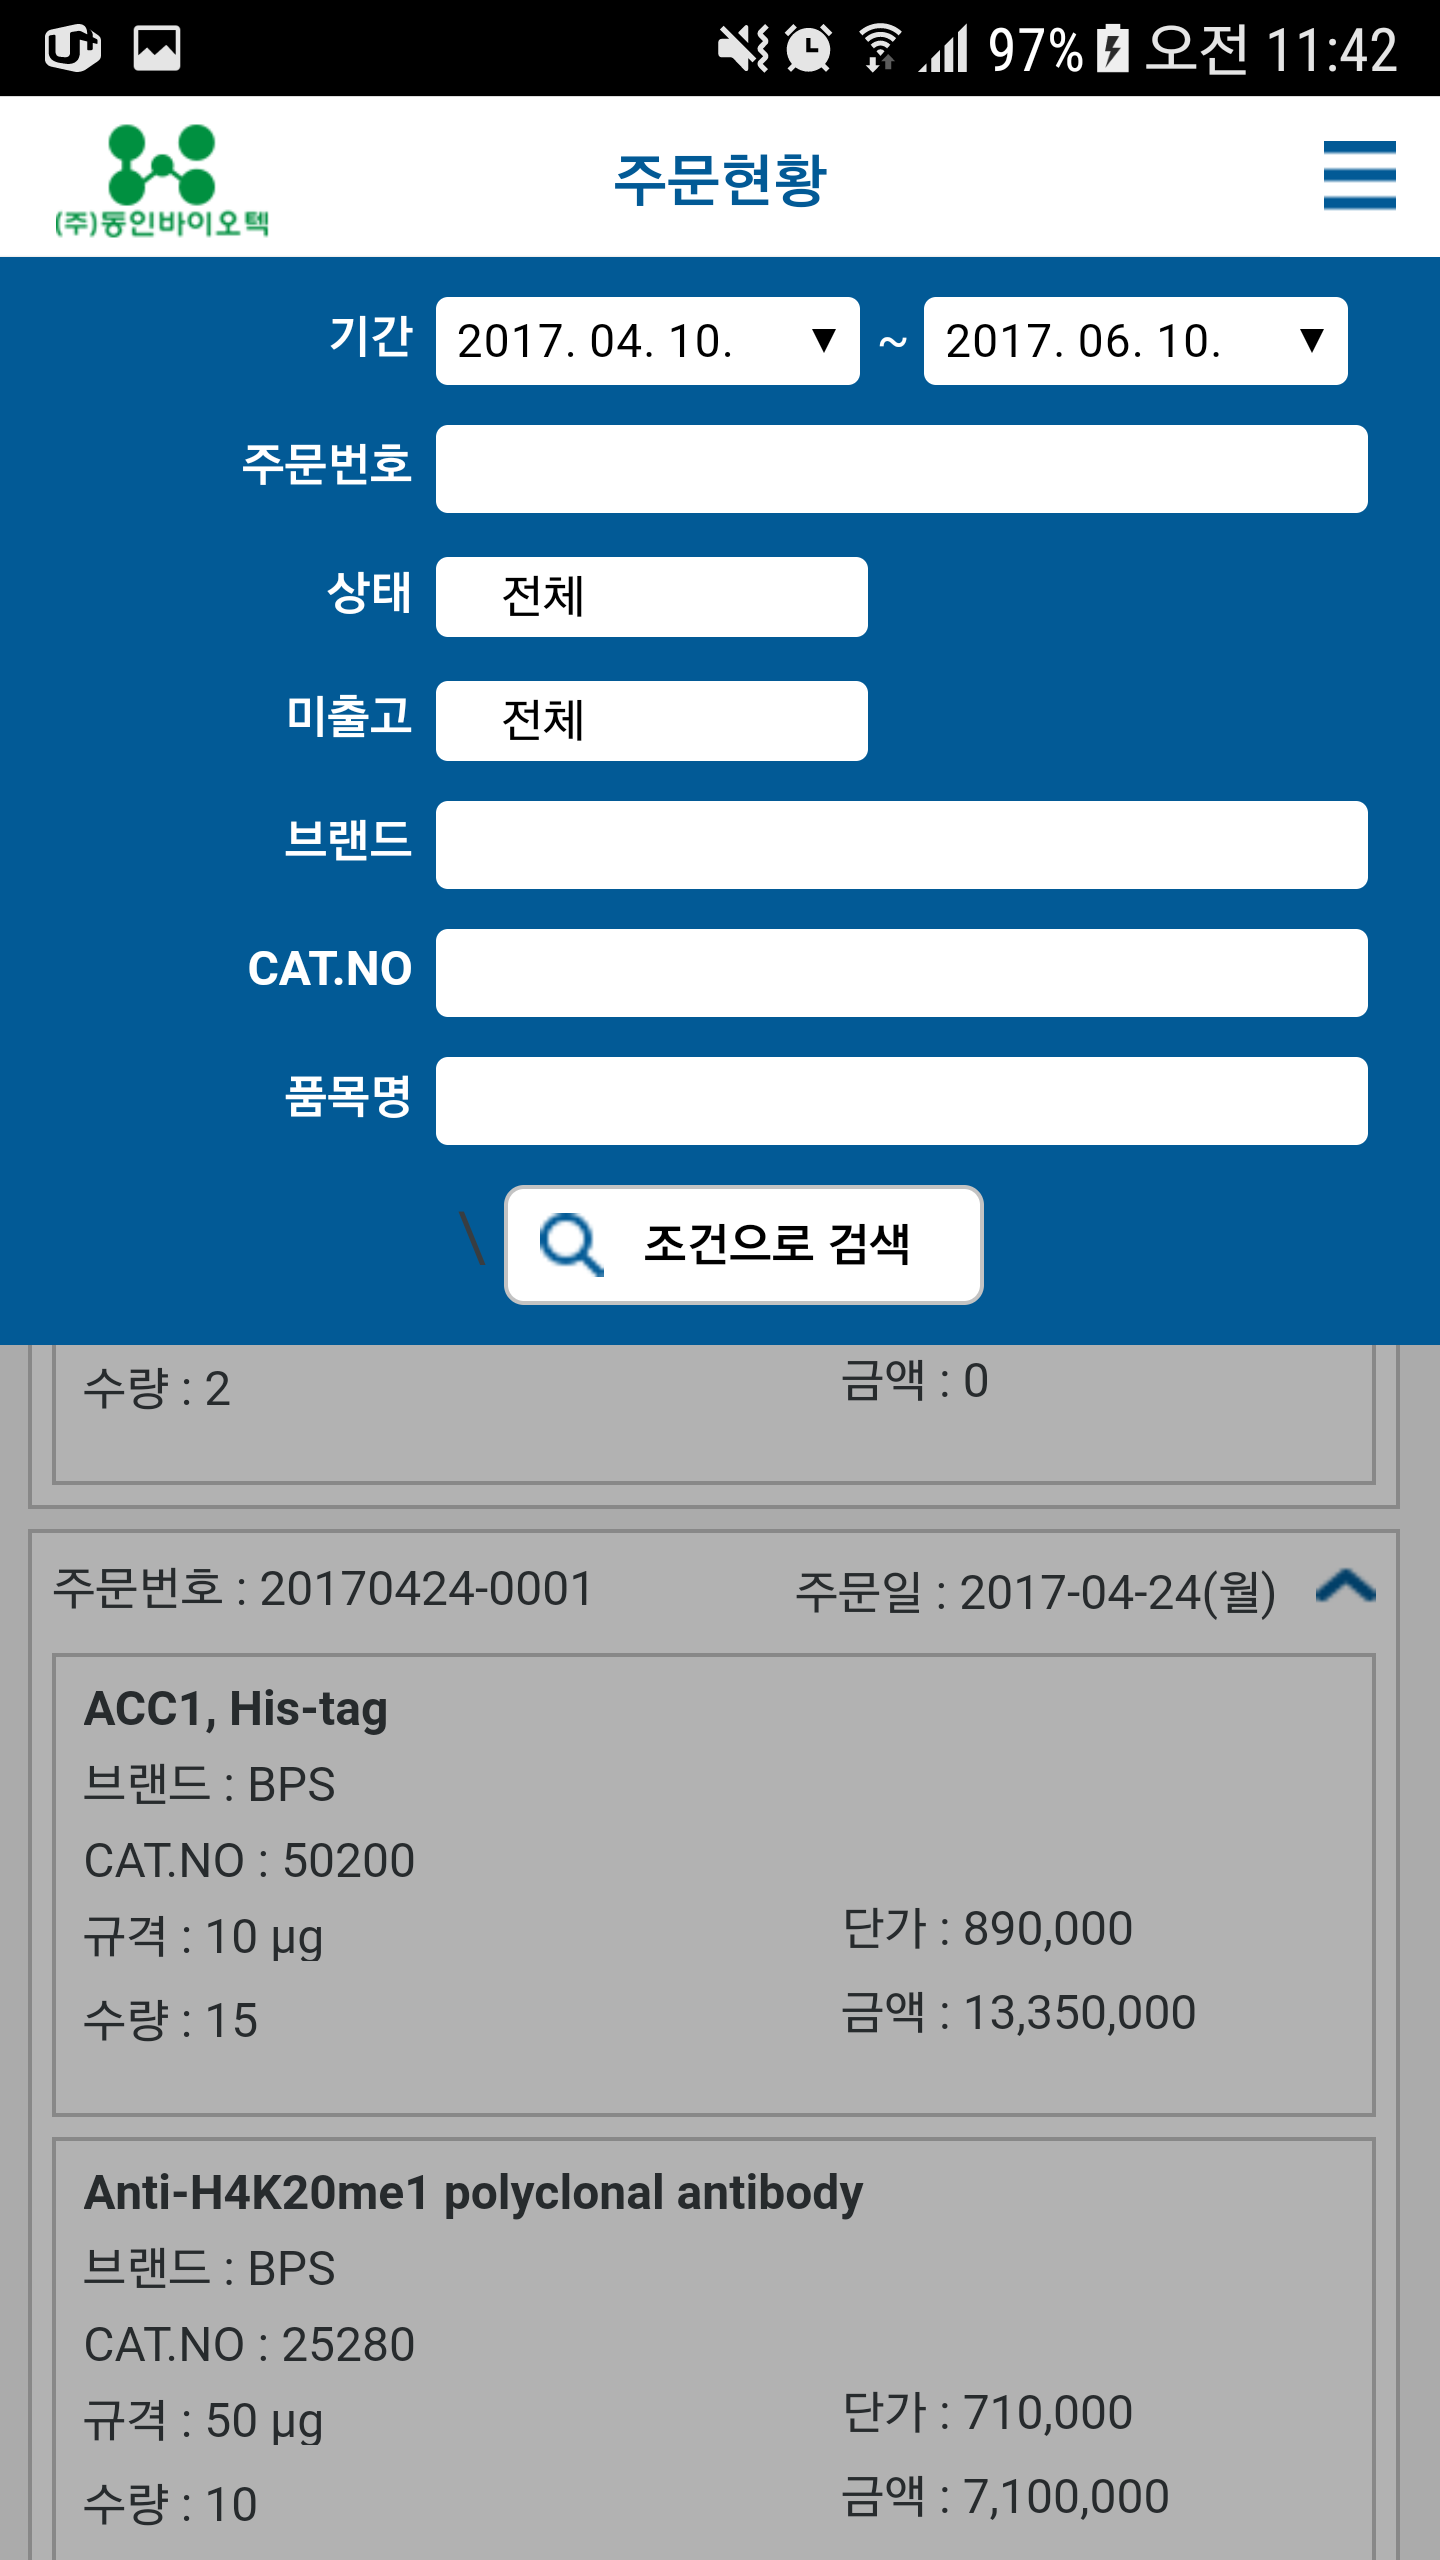 97% 오전 11:42
(주)동인바이오텍
주문현황
기간 2017. 04. 10. ▼ ~ 2017. 06. 10. ▼
주문번호
상태 전체
미출고 전체
브랜드
CAT.NO
품목명
\ 조건으로 검색
수량 : 2 금액 : 0
주문번호 : 20170424-0001 주문일 : 2017-04-24(월)
ACC1, His-tag
브랜드 : BPS
CAT.NO : 50200
규격 : 10 µg 단가 : 890,000
수량 : 15 금액 : 13,350,000
Anti-H4K20me1 polyclonal antibody
브랜드 : BPS
CAT.NO : 25280
규격 : 50 µg 단가 : 710,000
수량 : 10 금액 : 7,100,000